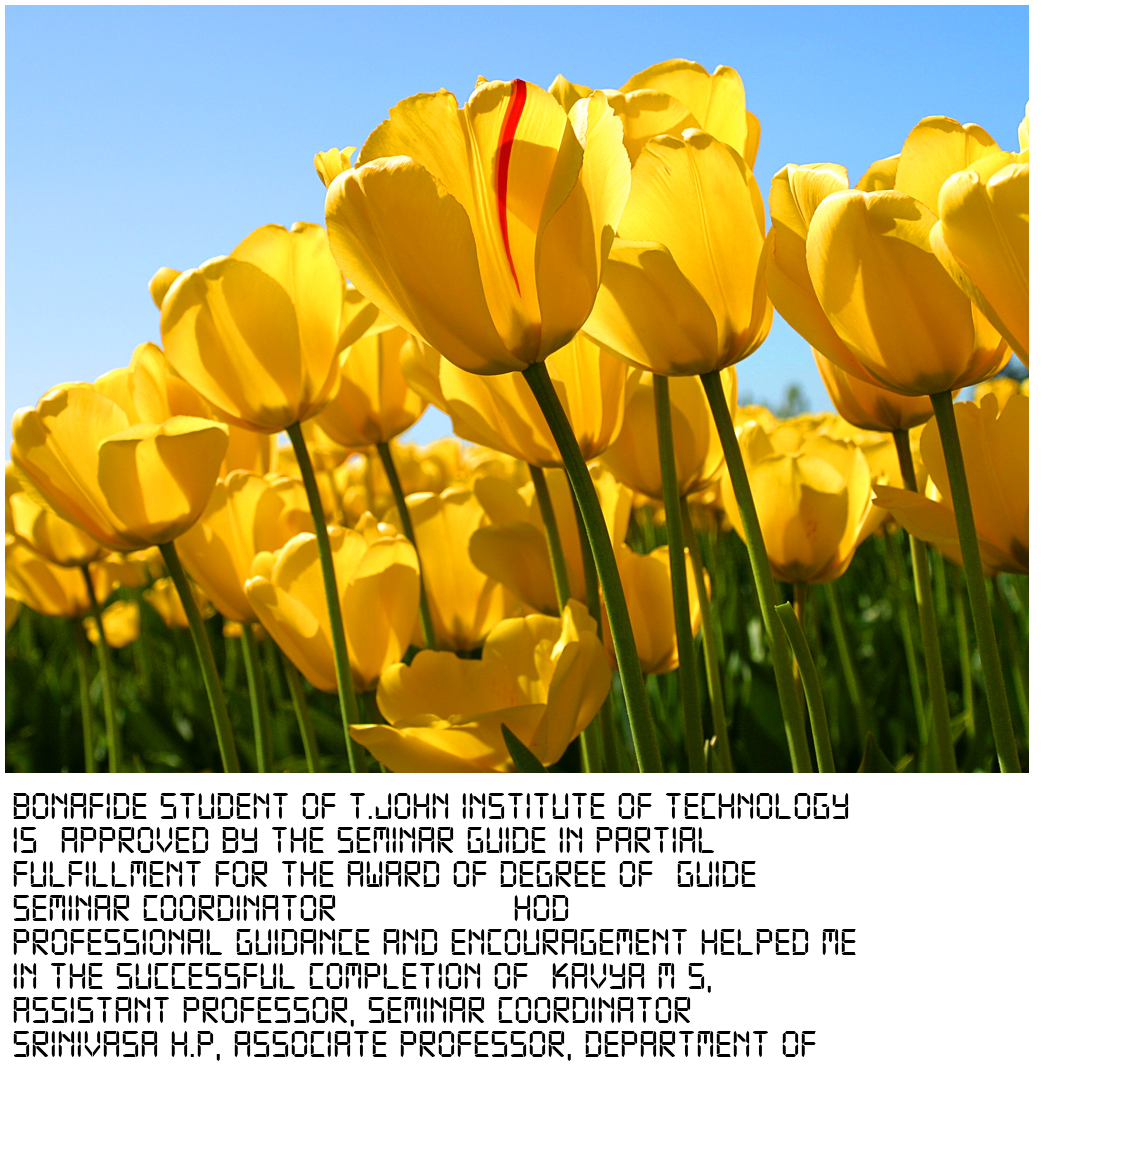 BONAFIDE STUDENT OF T.JOHN INSTITUTE OF TECHNOLOGY
IS  APPROVED BY THE SEMINAR GUIDE IN PARTIAL
FULFILLMENT FOR THE AWARD OF DEGREE OF  GUIDE
SEMINAR COORDINATOR                HOD
PROFESSIONAL GUIDANCE AND ENCOURAGEMENT HELPED ME
IN THE SUCCESSFUL COMPLETION OF  KAVYA M S,
ASSISTANT PROFESSOR, SEMINAR COORDINATOR
SRINIVASA H.P, ASSOCIATE PROFESSOR, DEPARTMENT OF